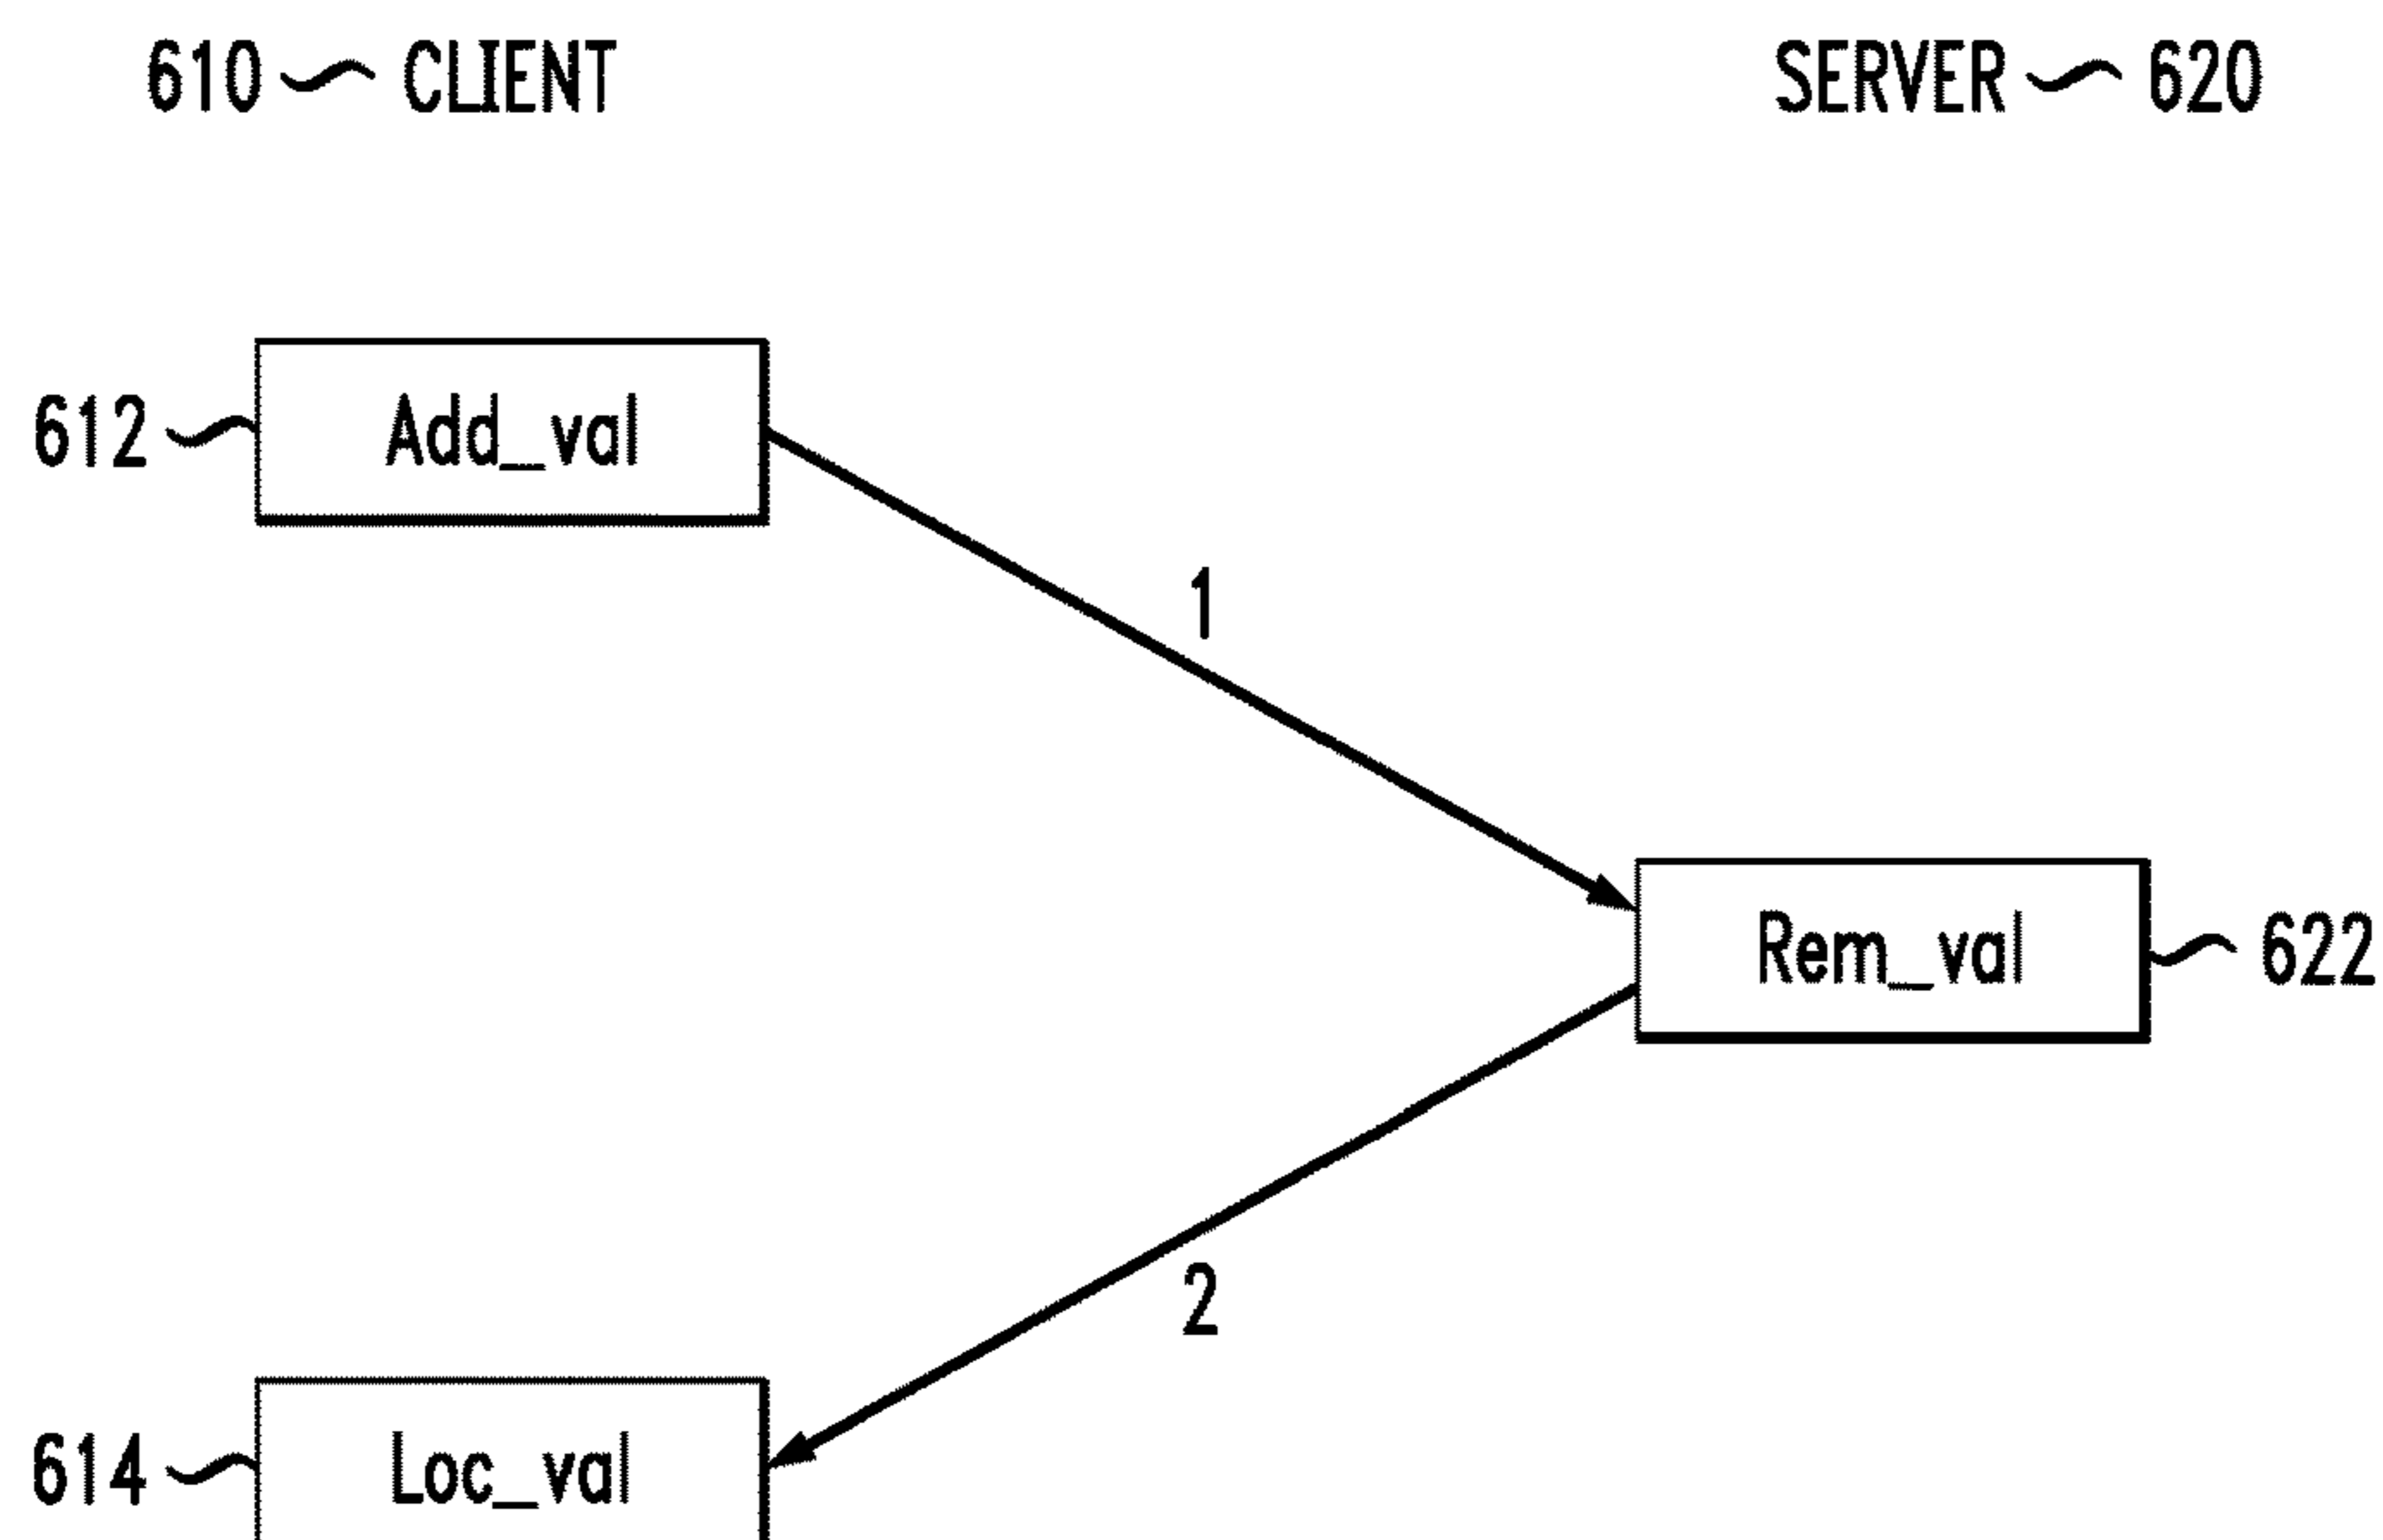 610 CLIENT SERVER 620
612 Add_val
1
Rem_val 622
2
614 Loc_val